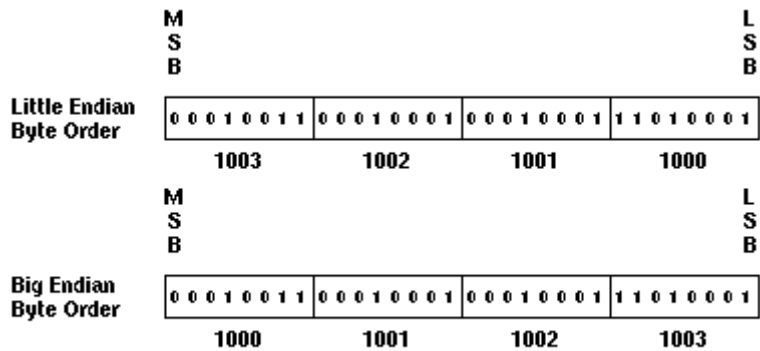 M L
S S
B B
Little Endian
Byte Order
0 0 0 1 0 0 1 1 0 0 0 1 0 0 0 1 0 0 0 1 0 0 0 1 1 1 0 1 0 0 0 1
1003 1002 1001 1000
M L
S S
B B
Big Endian
Byte Order
0 0 0 1 0 0 1 1 0 0 0 1 0 0 0 1 0 0 0 1 0 0 0 1 1 1 0 1 0 0 0 1
1000 1001 1002 1003